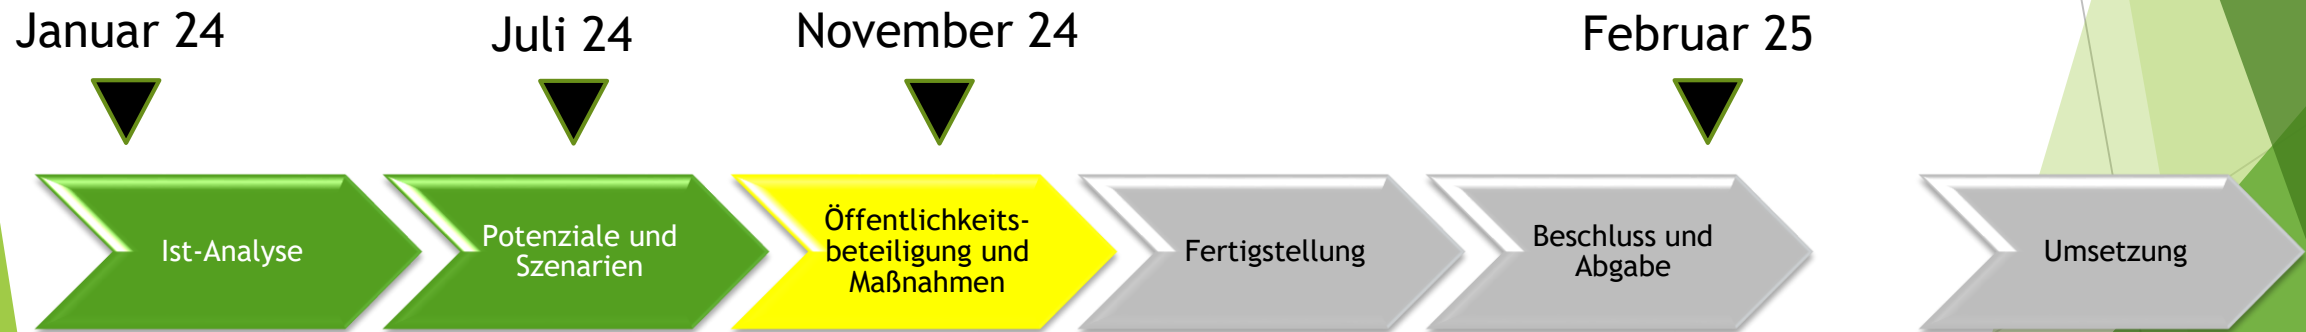 Januar 24
Juli 24
November 24
Februar 25
Ist-Analyse
Potenziale und
Szenarien
Öffentlichkeits-
beteiligung und
Maßnahmen
Fertigstellung
Beschluss und
Abgabe
Umsetzung